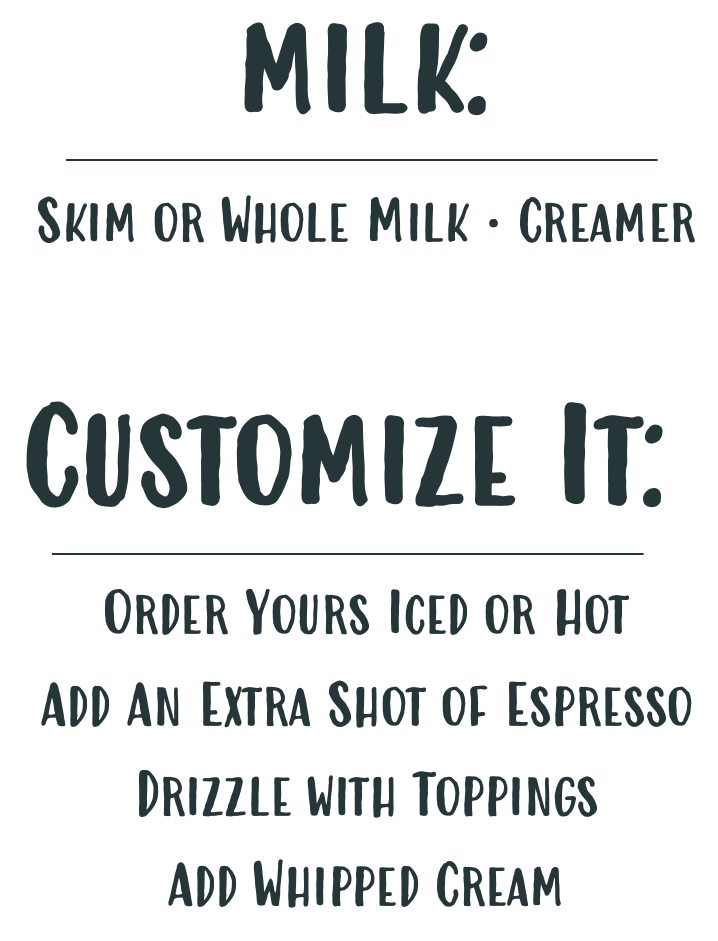 MILK:
SKIM OR WHOLE MILK • CREAMER
CUSTOMIZE IT:
ORDER YOURS ICED OR HOT
ADD AN EXTRA SHOT OF ESPRESSO
DRIZZLE WITH TOPPINGS
ADD WHIPPED CREAM